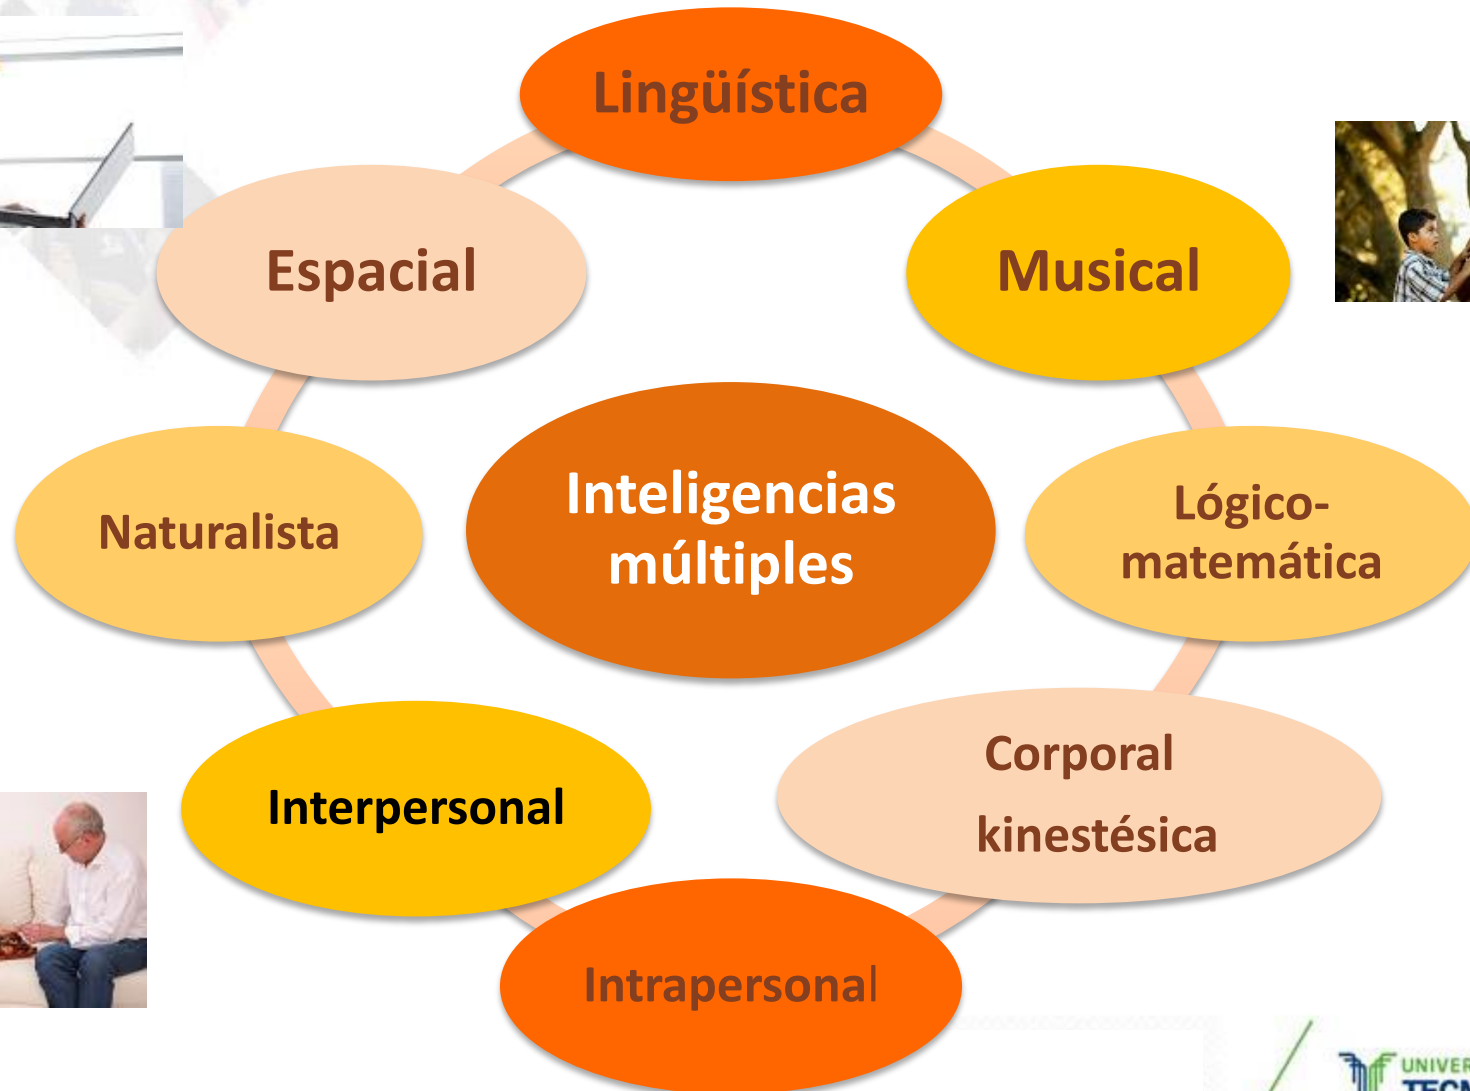 Lingüística
Espacial
Musical
Inteligencias
múltiples
Naturalista
Lógico-
matemática
Interpersonal
Corporal
kinestésica
Intrapersonal